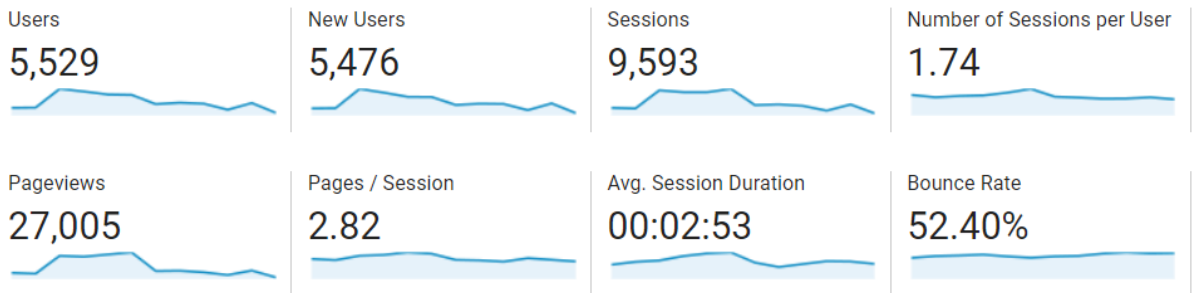 Users
5,529
New Users
5,476
Sessions
9,593
Number of Sessions per User
1.74
Pageviews
27,005
Pages / Session
2.82
Avg. Session Duration
00:02:53
Bounce Rate
52.40%